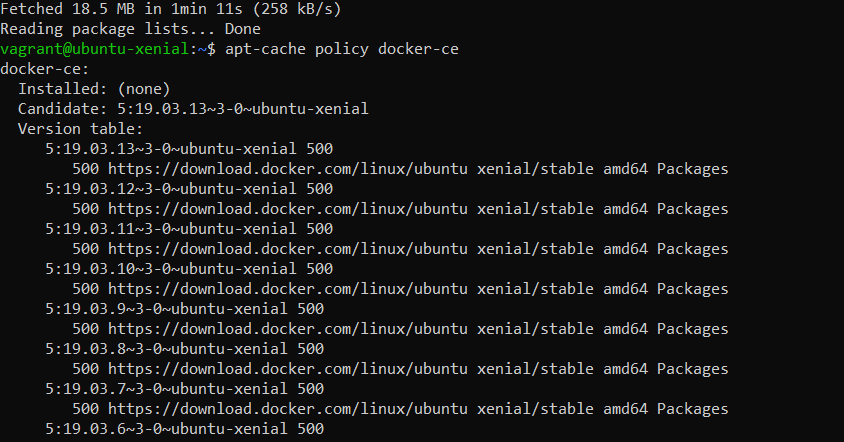 Fetched 18.5 MB in 1min 11s (258 kB/s)
Reading package lists... Done
vagrant@ubuntu-xenial:~$ apt-cache policy docker-ce
docker-ce:
  Installed: (none)
  Candidate: 5:19.03.13~3-0~ubuntu-xenial
  Version table:
     5:19.03.13~3-0~ubuntu-xenial 500
        500 https://download.docker.com/linux/ubuntu xenial/stable amd64 Packages
     5:19.03.12~3-0~ubuntu-xenial 500
        500 https://download.docker.com/linux/ubuntu xenial/stable amd64 Packages
     5:19.03.11~3-0~ubuntu-xenial 500
        500 https://download.docker.com/linux/ubuntu xenial/stable amd64 Packages
     5:19.03.10~3-0~ubuntu-xenial 500
        500 https://download.docker.com/linux/ubuntu xenial/stable amd64 Packages
     5:19.03.9~3-0~ubuntu-xenial 500
        500 https://download.docker.com/linux/ubuntu xenial/stable amd64 Packages
     5:19.03.8~3-0~ubuntu-xenial 500
        500 https://download.docker.com/linux/ubuntu xenial/stable amd64 Packages
     5:19.03.7~3-0~ubuntu-xenial 500
        500 https://download.docker.com/linux/ubuntu xenial/stable amd64 Packages
     5:19.03.6~3-0~ubuntu-xenial 500